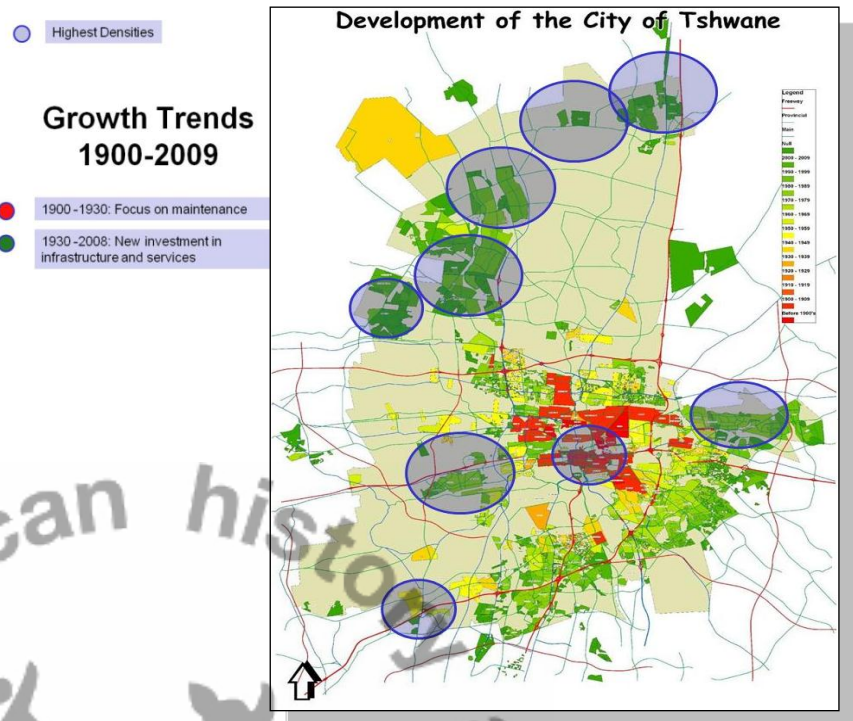 Development of the City of Tshwane
Highest Densities
Growth Trends
1900-2009
1900-1930: Focus on maintenance
1930-2008: New investment in
infrastructure and services
Legend
Freeway
Provincial
Main
Null
2000 - 2009
1990 - 1999
1980 - 1989
1970 - 1979
1960 - 1969
1950 - 1959
1940 - 1949
1930 - 1939
1920 - 1929
1910 - 1919
1900 - 1909
Before 1900's
can history